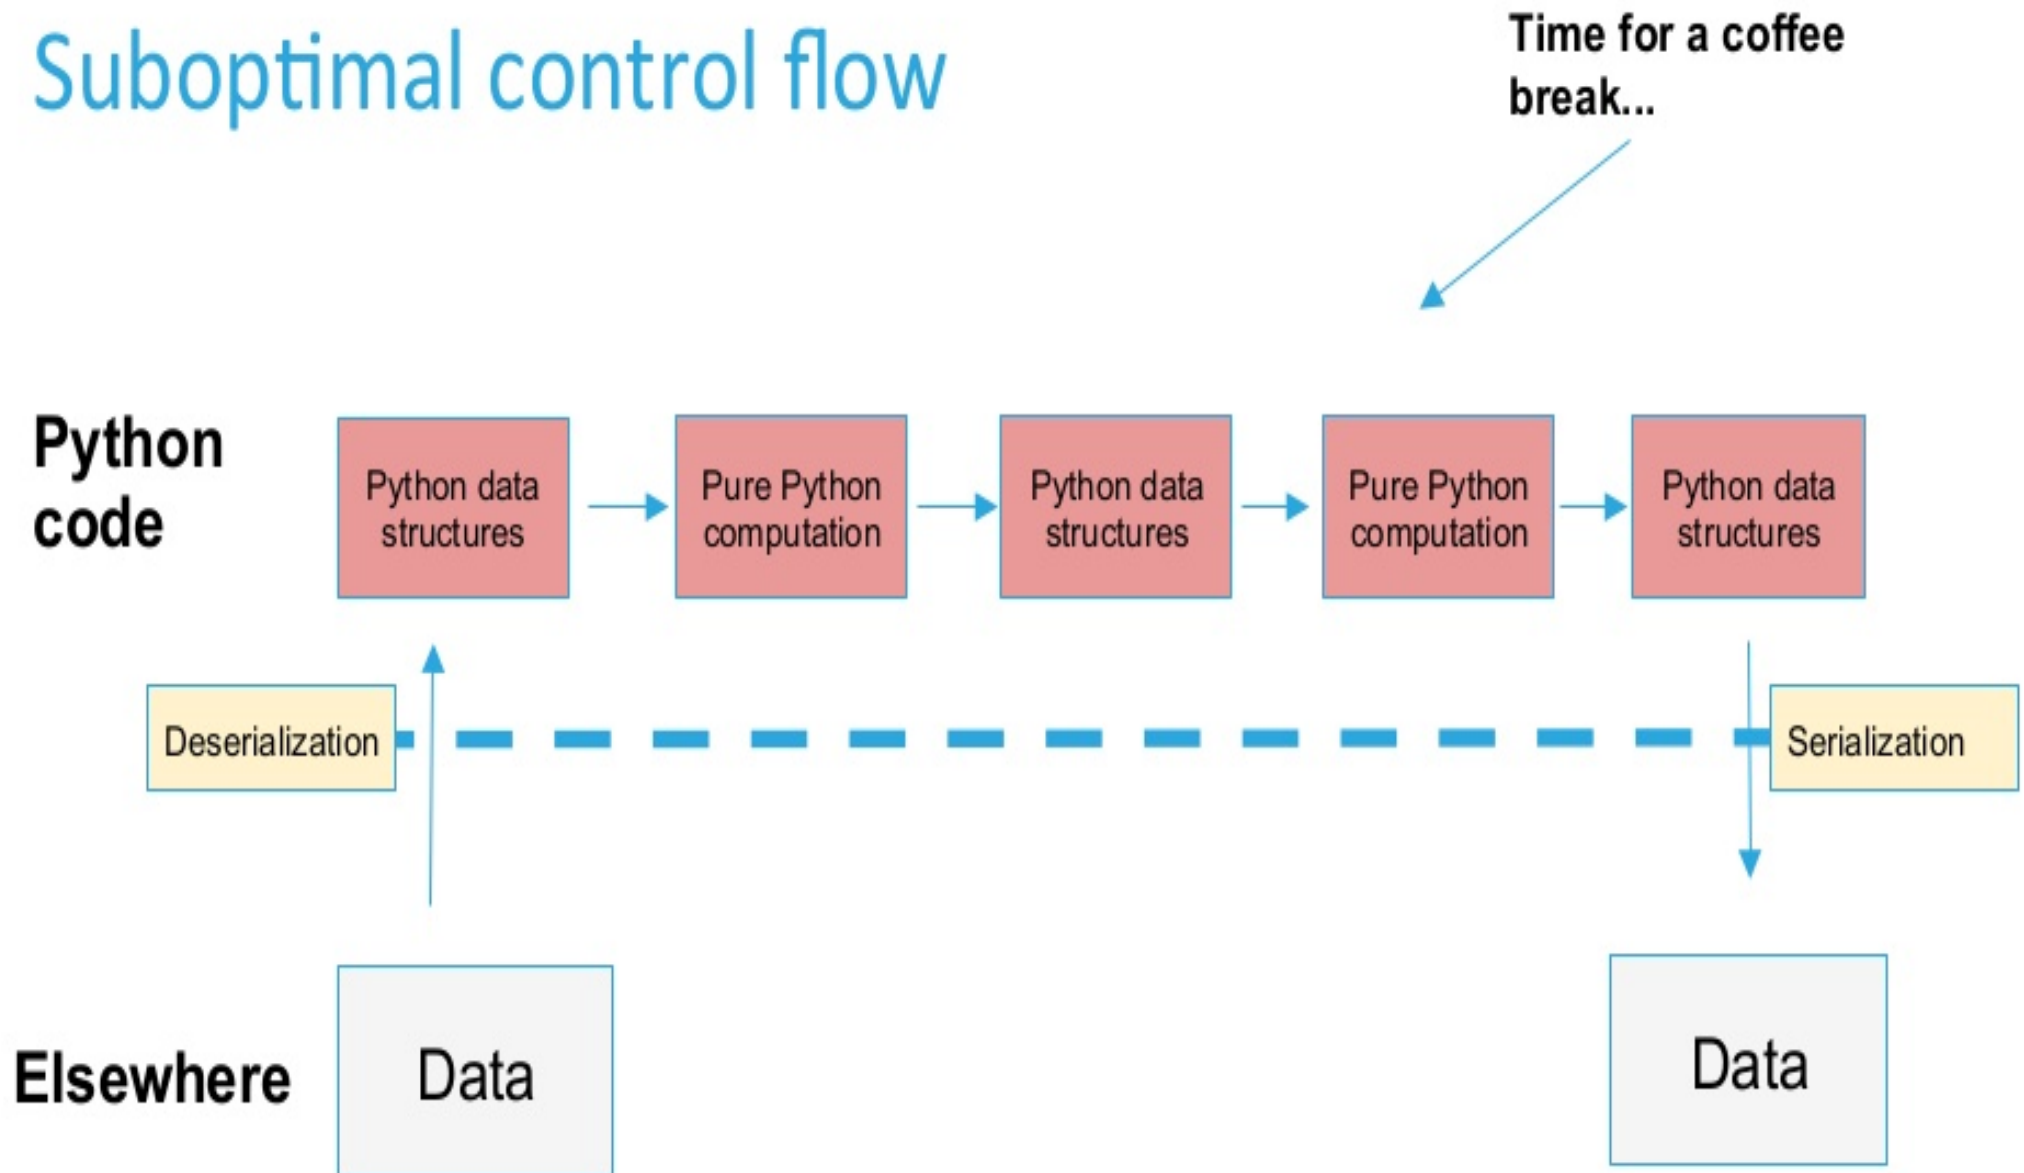 Suboptimal control flow
Time for a coffee
break...
Python
code
Python data
structures
Pure Python
computation
Python data
structures
Pure Python
computation
Python data
structures
Deserialization
Serialization
Elsewhere
Data
Data